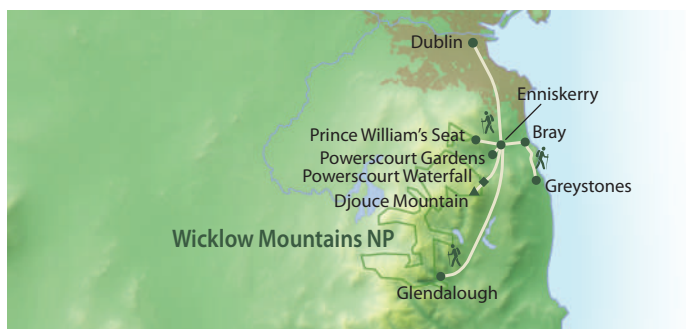 Dublin
Enniskerry
Prince William's Seat
Bray
Powerscourt Gardens
Powerscourt Waterfall
Djouce Mountain
Greystones
Wicklow Mountains NP
Glendalough